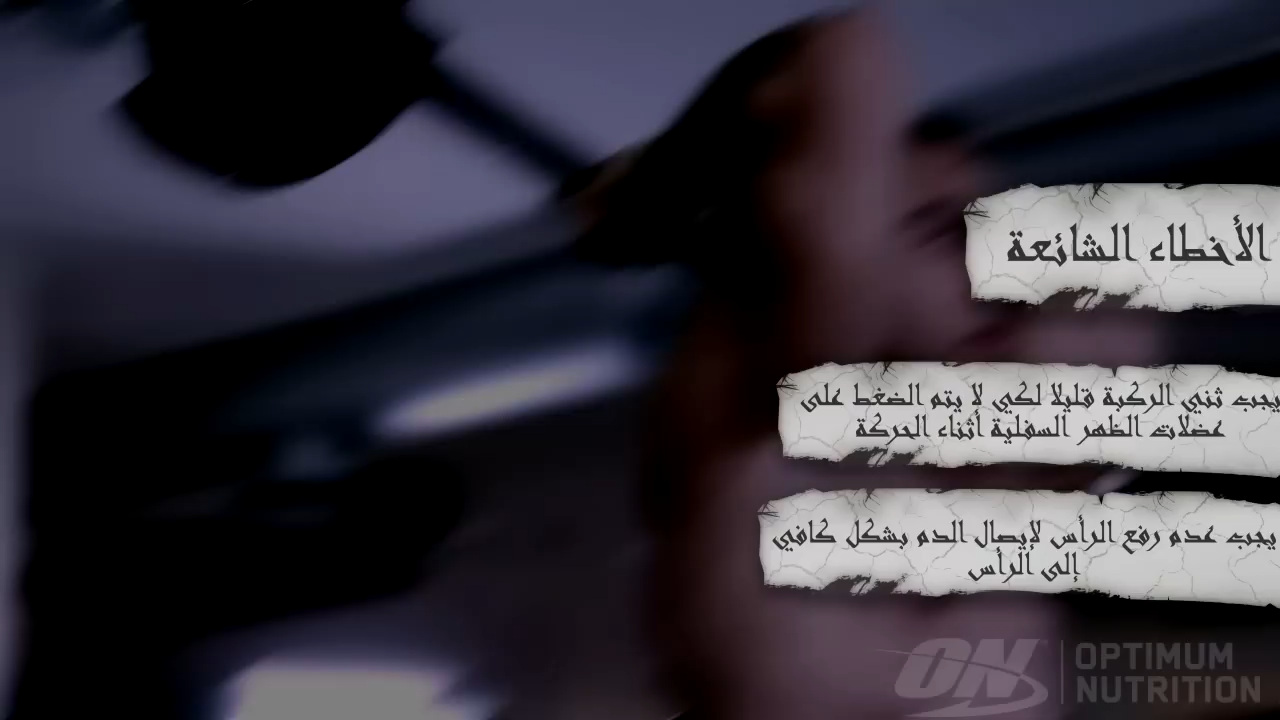 الأخطاء الشائعة
يجب ثني الركبة قليلا لكي لا يتم الضغط على
عضلات الظهر السفلية أثناء الحركة
يجب عدم رفع الرأس لإيصال الدم بشكل كافي
إلى الرأس
ON
OPTIMUM
NUTRITION